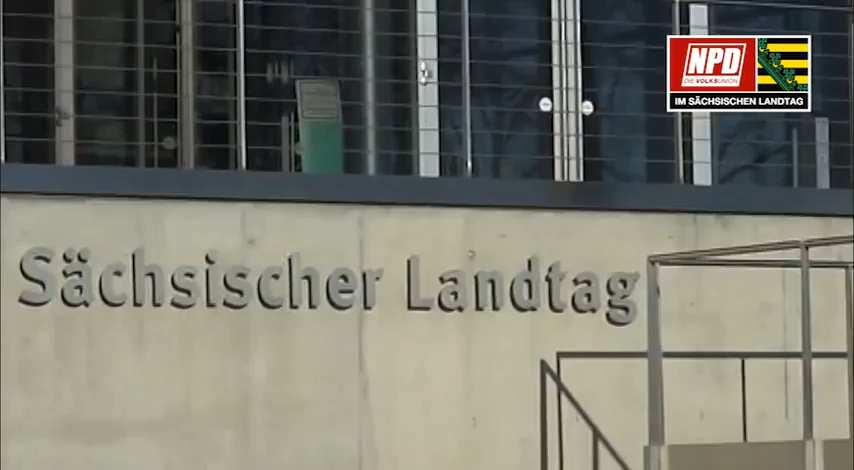 NPD
DIE VOLKSUNION
IM SÄCHSISCHEN LANDTAG
Sächsischer Landtag